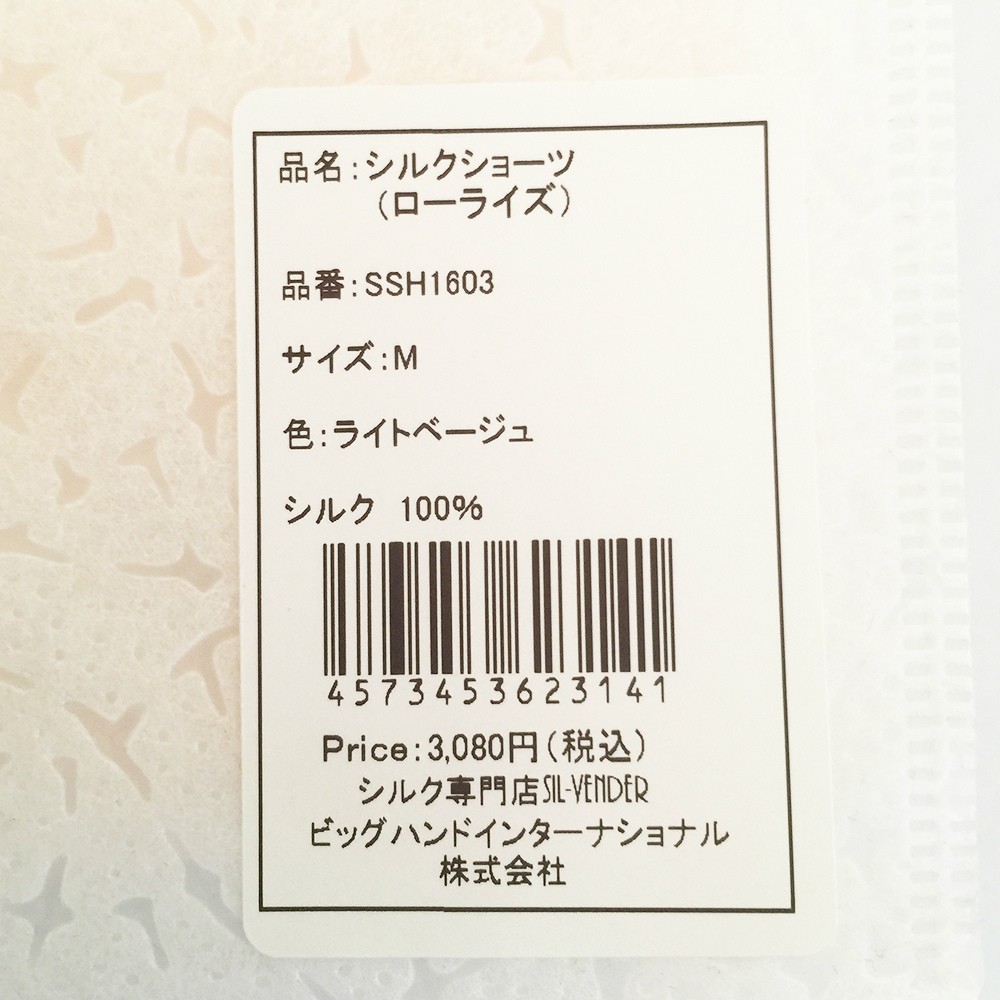 品名：シルクショーツ
（ローライズ）
品番：SSH1603
サイズ：M
色：ライトベージュ
シルク 100%
4573453623141
Price：3,080円（税込）
シルク専門店SIL-VENDER
ビッグハンドインターナショナル
株式会社